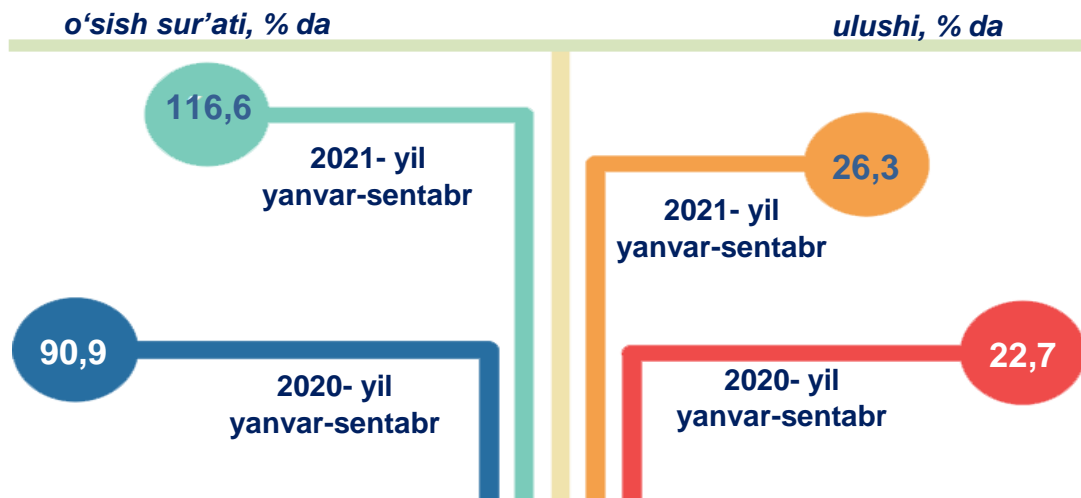 o‘sish sur’ati, % da
ulushi, % da
116,6
2021- yil
yanvar-sentabr
26,3
2021- yil
yanvar-sentabr
90,9
2020- yil
yanvar-sentabr
22,7
2020- yil
yanvar-sentabr